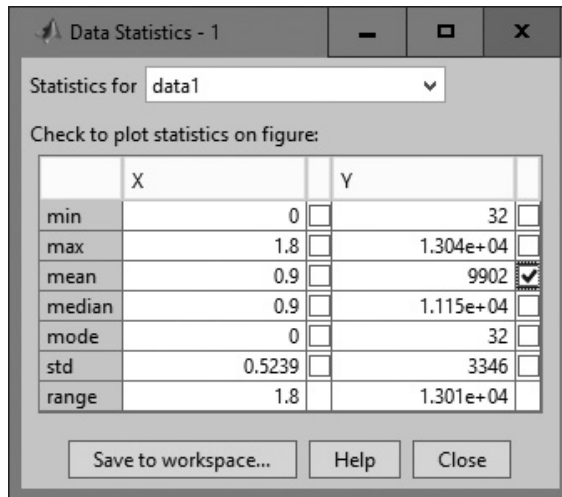 Data Statistics - 1
Statistics for data1
Check to plot statistics on figure:
X Y
min 0 32
max 1.8 1.304e+04
mean 0.9 9902
median 0.9 1.115e+04
mode 0 32
std 0.5239 3346
range 1.8 1.301e+04
Save to workspace... Help Close